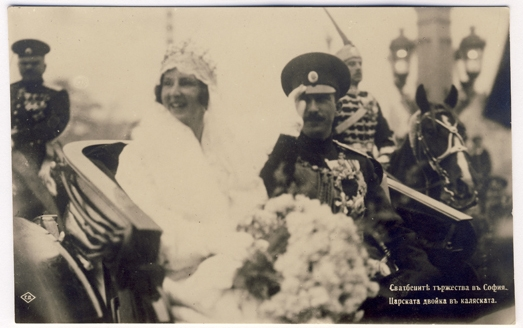 Сватбенитѣ тържества въ София.
Царската двойка въ каляската.